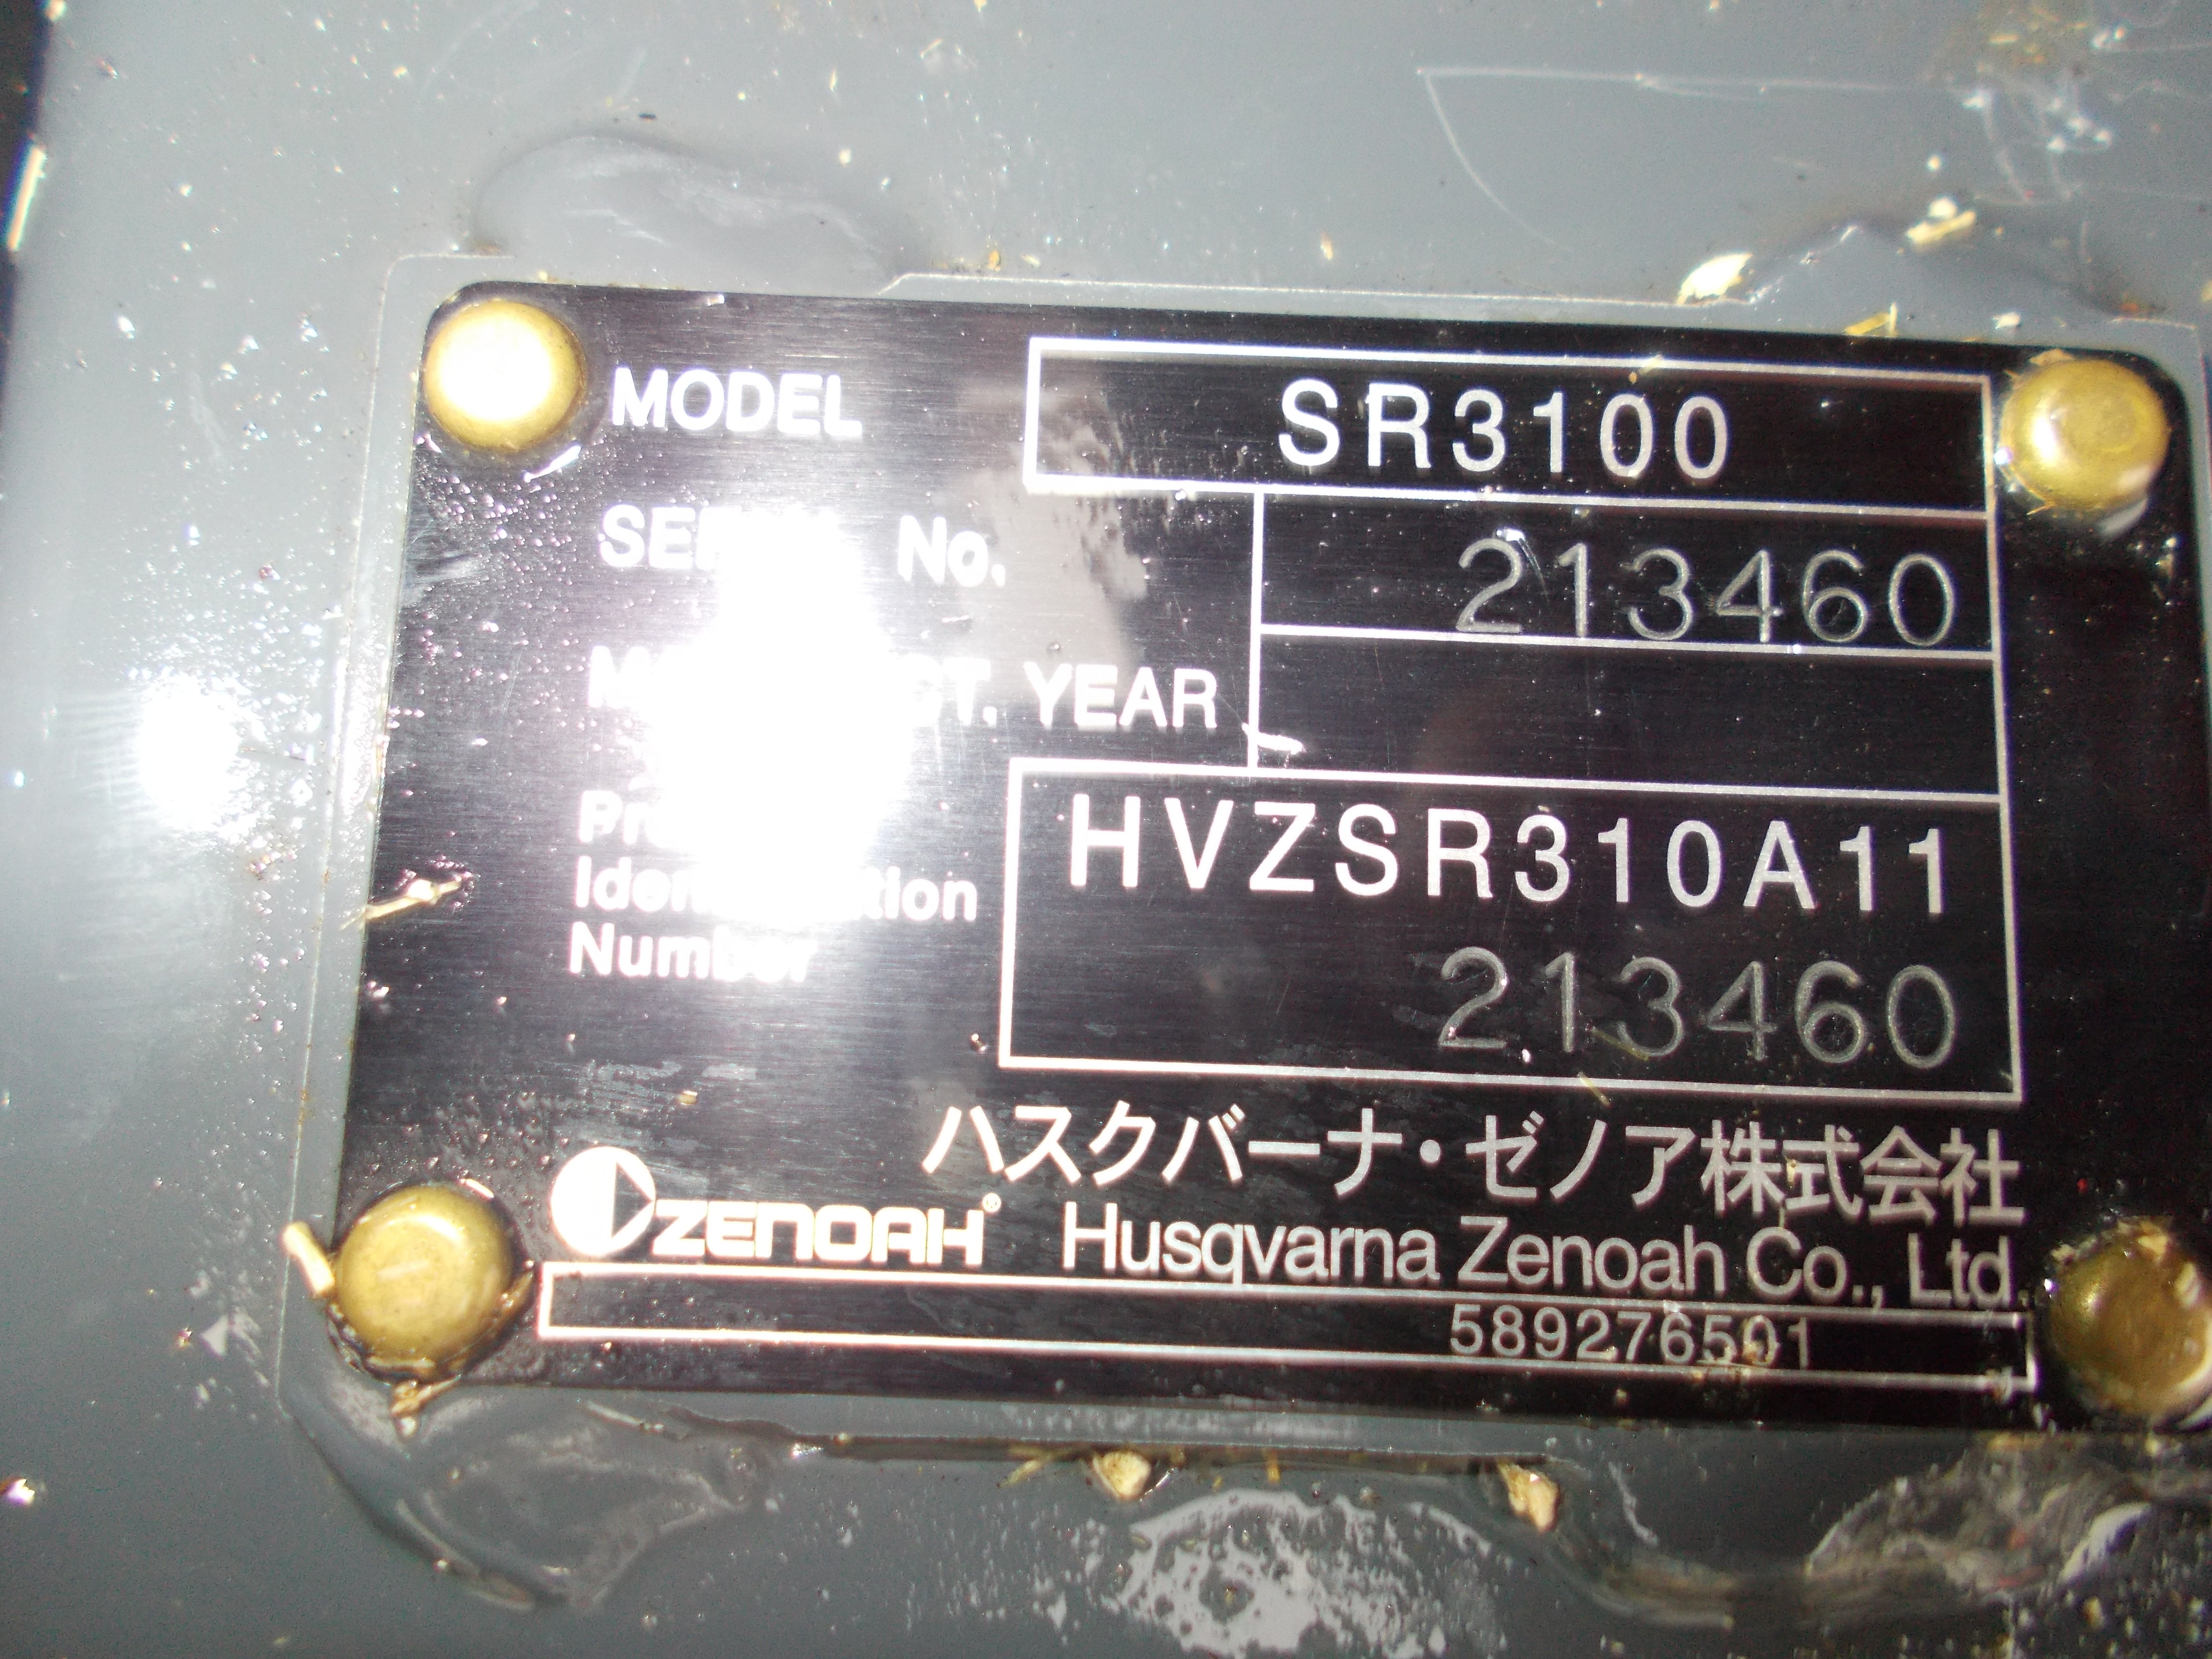 MODEL SR3100
No. 213460
YEAR
HVZSR310A11
Number 213460
ハスクバーナ・ゼノア株式会社
ZENOAH® Husqvarna Zenoah Co., Ltd.
589276501